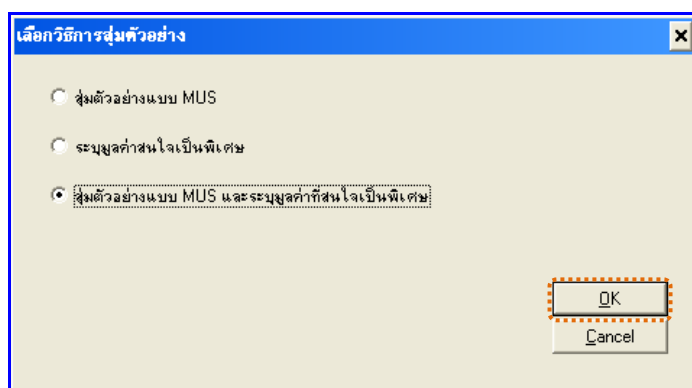 เลือกวิธีการสุ่มตัวอย่าง
สุ่มตัวอย่างแบบ MUS
ระบุมูลค่าสนใจเป็นพิเศษ
สุ่มตัวอย่างแบบ MUS และระบุมูลค่าที่สนใจเป็นพิเศษ
OK
Cancel